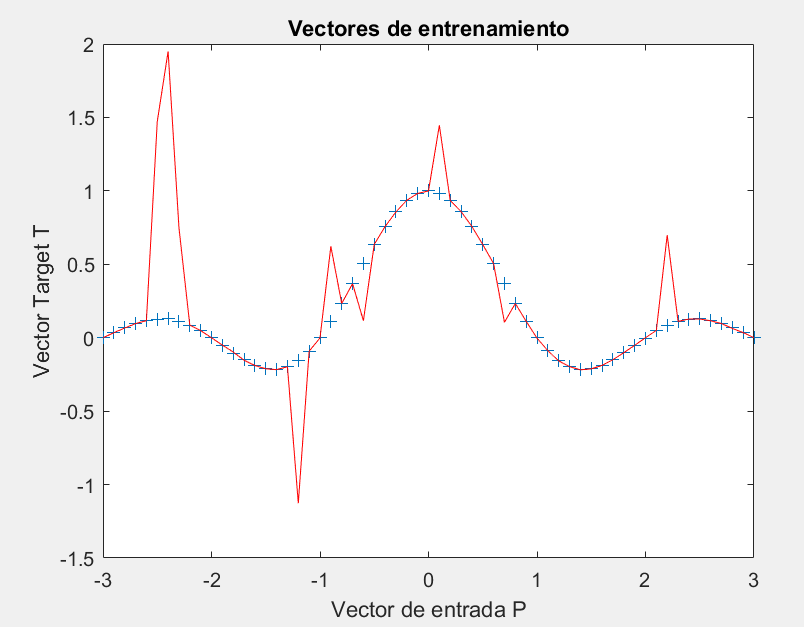 Vectores de entrenamiento
2
1.5
1
0.5
0
-0.5
-1
-1.5
Vector Target T
-3 -2 -1 0 1 2 3
Vector de entrada P